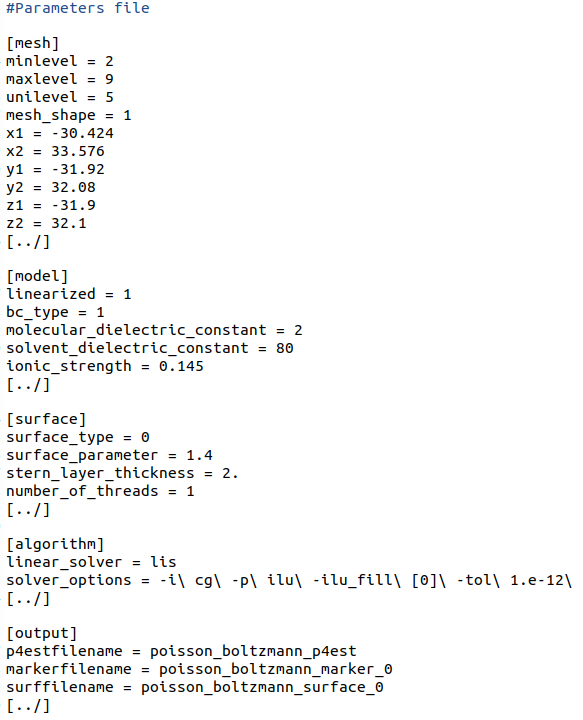 #Parameters file
[mesh]
minlevel = 2
maxlevel = 9
unilevel = 5
mesh_shape = 1
x1 = -30.424
x2 = 33.576
y1 = -31.92
y2 = 32.08
z1 = -31.9
z2 = 32.1
[../]
[model]
linearized = 1
bc_type = 1
molecular_dielectric_constant = 2
solvent_dielectric_constant = 80
ionic_strength = 0.145
[../]
[surface]
surface_type = 0
surface_parameter = 1.4
stern_layer_thickness = 2.
number_of_threads = 1
[../]
[algorithm]
linear_solver = lis
solver_options = -i\ cg\ -p\ ilu\ -ilu_fill\ [0]\ -tol\ 1.e-12\
[../]
[output]
p4estfilename = poisson_boltzmann_p4est
markerfilename = poisson_boltzmann_marker_0
surffilename = poisson_boltzmann_surface_0
[../]